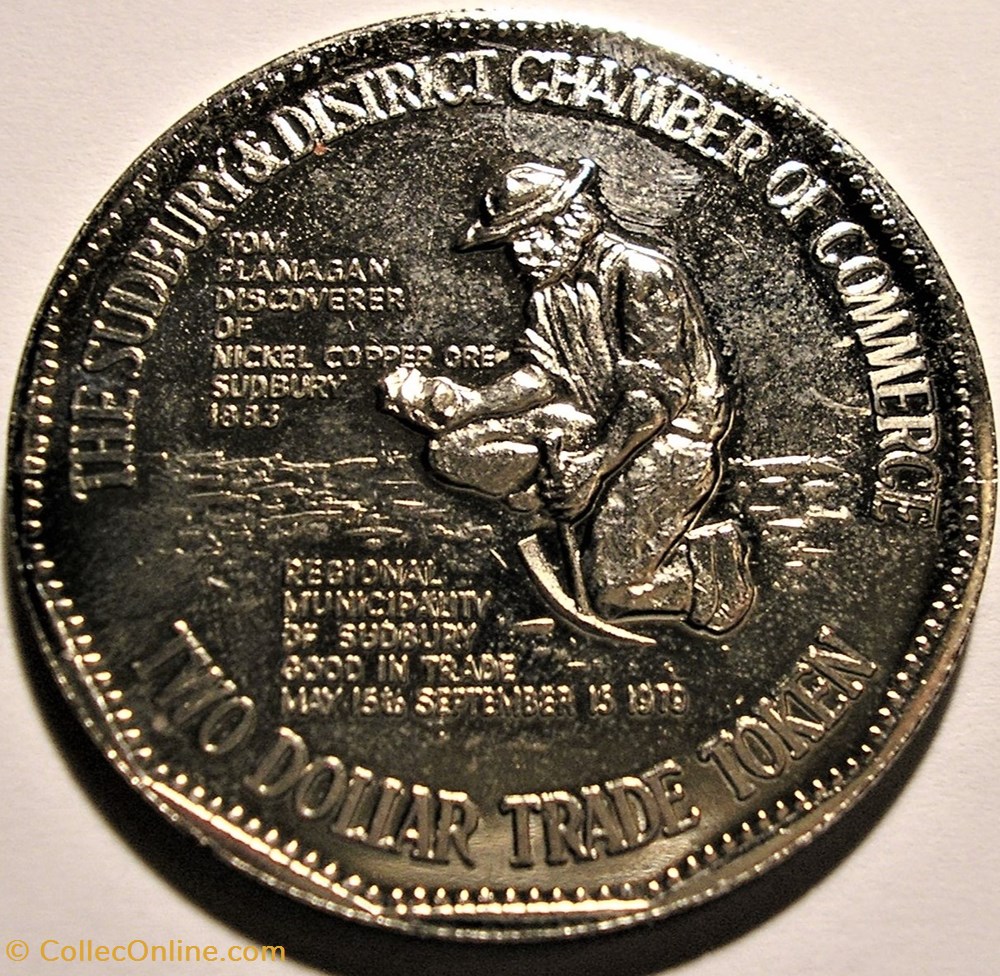 THE SUDBURY & DISTRICT CHAMBER OF COMMERCE
TOM
FLANAGAN
DISCOVERER
OF
NICKEL COPPER ORE
SUDBURY
1883
REGIONAL
MUNICIPALITY
OF SUDBURY
GOOD IN TRADE
MAY 15th SEPTEMBER 15 1979
TWO DOLLAR TRADE TOKEN
© CollecOnline.com